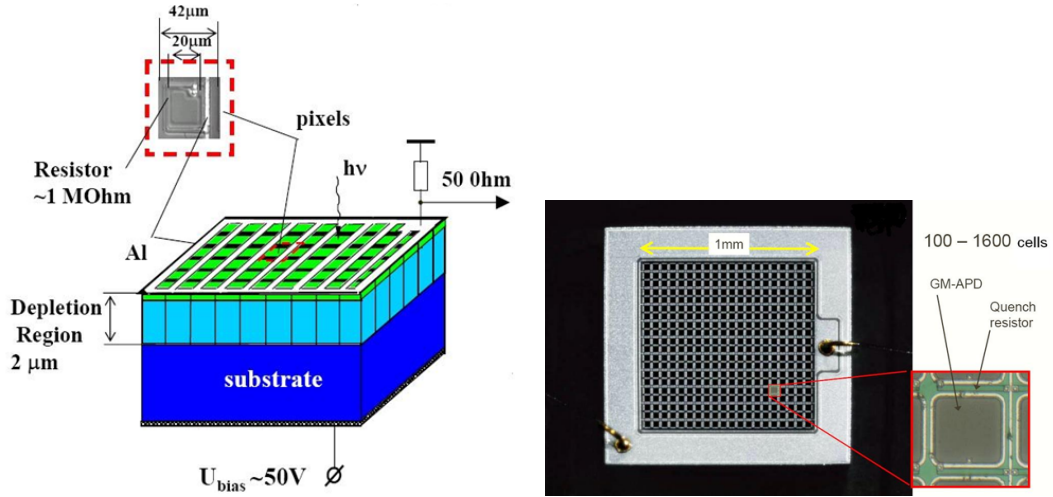 42μm
20μm
pixels
Resistor
~1 MOhm
hν
50 0hm
Al
Depletion
Region
2 μm
substrate
U_bias ~50V
1mm
100 – 1600 cells
GM-APD
Quench
resistor